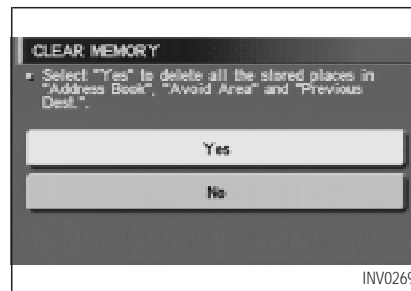 CLEAR MEMORY
Select "Yes" to delete all the stored places in
"Address Book", "Avoid Area" and "Previous
Dest.".
Yes
No
INV0269